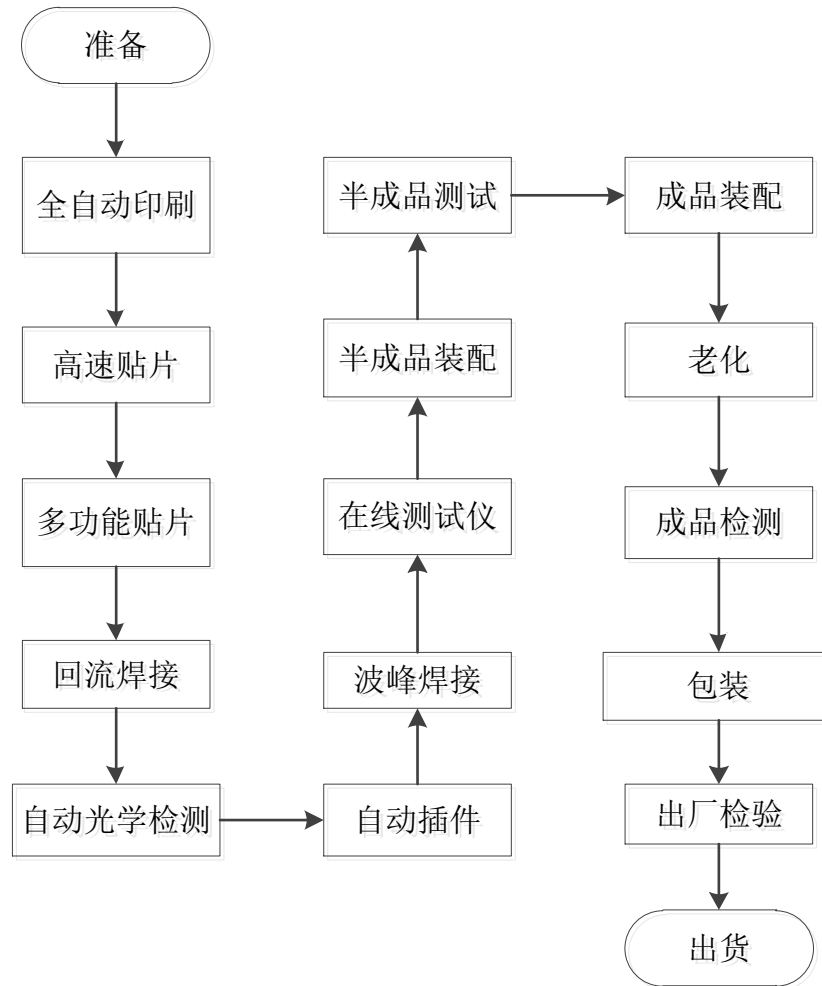 准备
全自动印刷
高速贴片
多功能贴片
回流焊接
自动光学检测
自动插件
波峰焊接
在线测试仪
半成品装配
半成品测试
成品装配
老化
成品检测
包装
出厂检验
出货